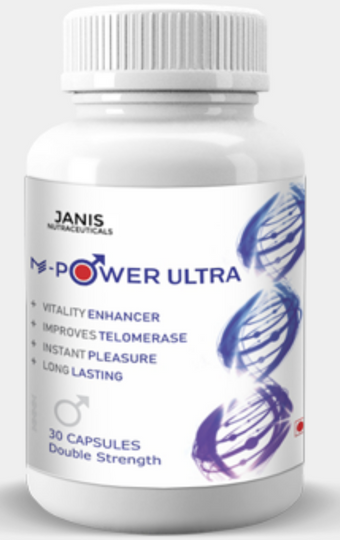 JANIS
NUTRACEUTICALS
M-POWER ULTRA
+ VITALITY ENHANCER
+ IMPROVES TELOMERASE
+ INSTANT PLEASURE
+ LONG LASTING
30 CAPSULES
Double Strength